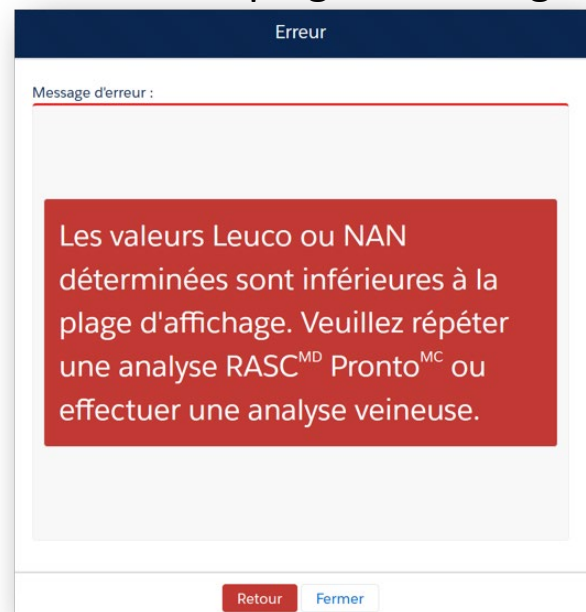 Erreur
Message d'erreur :
Les valeurs Leuco ou NAN
déterminées sont inférieures à la
plage d'affichage. Veuillez répéter
une analyse RASCᴹᴰ Prontoᴹᶜ ou
effectuer une analyse veineuse.
Retour Fermer